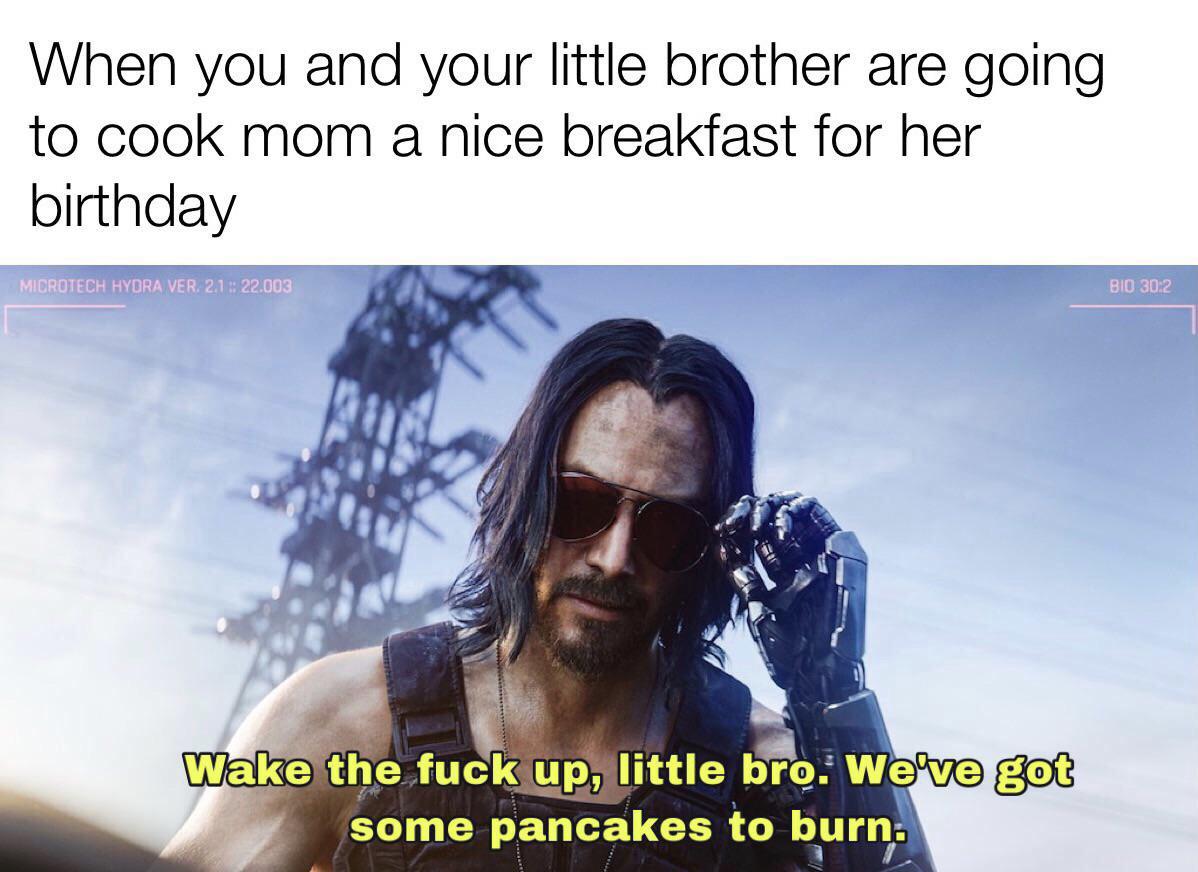 When you and your little brother are going
to cook mom a nice breakfast for her
birthday
MICROTECH HYDRA VER. 2.1 :: 22.003
BIO 30:2
Wake the fuck up, little bro. We've got
some pancakes to burn.